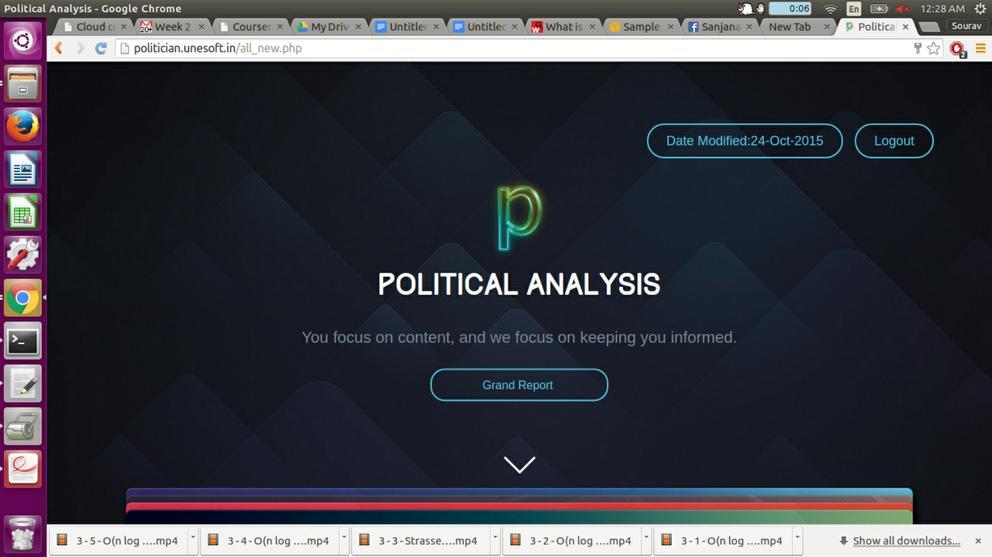 Political Analysis - Google Chrome
0:06
En
12:28 AM
Cloud c
Week 2
Course
My Driv
Untitle
Untitle
What is
Sample
Sanjana
New Tab
Politica
Sourav
politician.unesoft.in/all_new.php
2
Date Modified:24-Oct-2015
Logout
p
POLITICAL ANALYSIS
You focus on content, and we focus on keeping you informed.
Grand Report
3 - 5 - O(n log ....mp4
3 - 4 - O(n log ....mp4
3 - 3 - Strasse....mp4
3 - 2 - O(n log ....mp4
3 - 1 - O(n log ....mp4
Show all downloads...